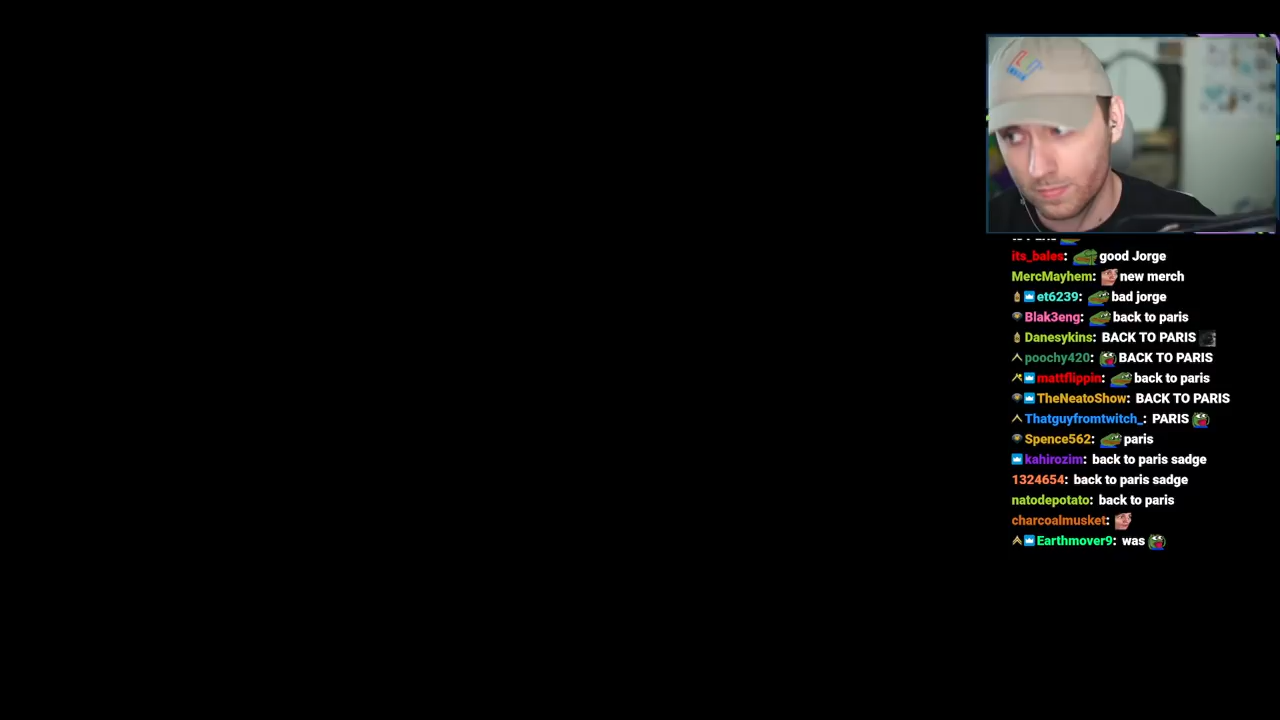 its_bales: good Jorge
MercMayhem: new merch
et6239: bad jorge
Blak3eng: back to paris
Danesykins: BACK TO PARIS
poochy420: BACK TO PARIS
mattflippin: back to paris
TheNeatoShow: BACK TO PARIS
Thatguyfromtwitch_: PARIS
Spence562: paris
kahirozim: back to paris sadge
1324654: back to paris sadge
natodepotato: back to paris
charcoalmusket:
Earthmover9: was